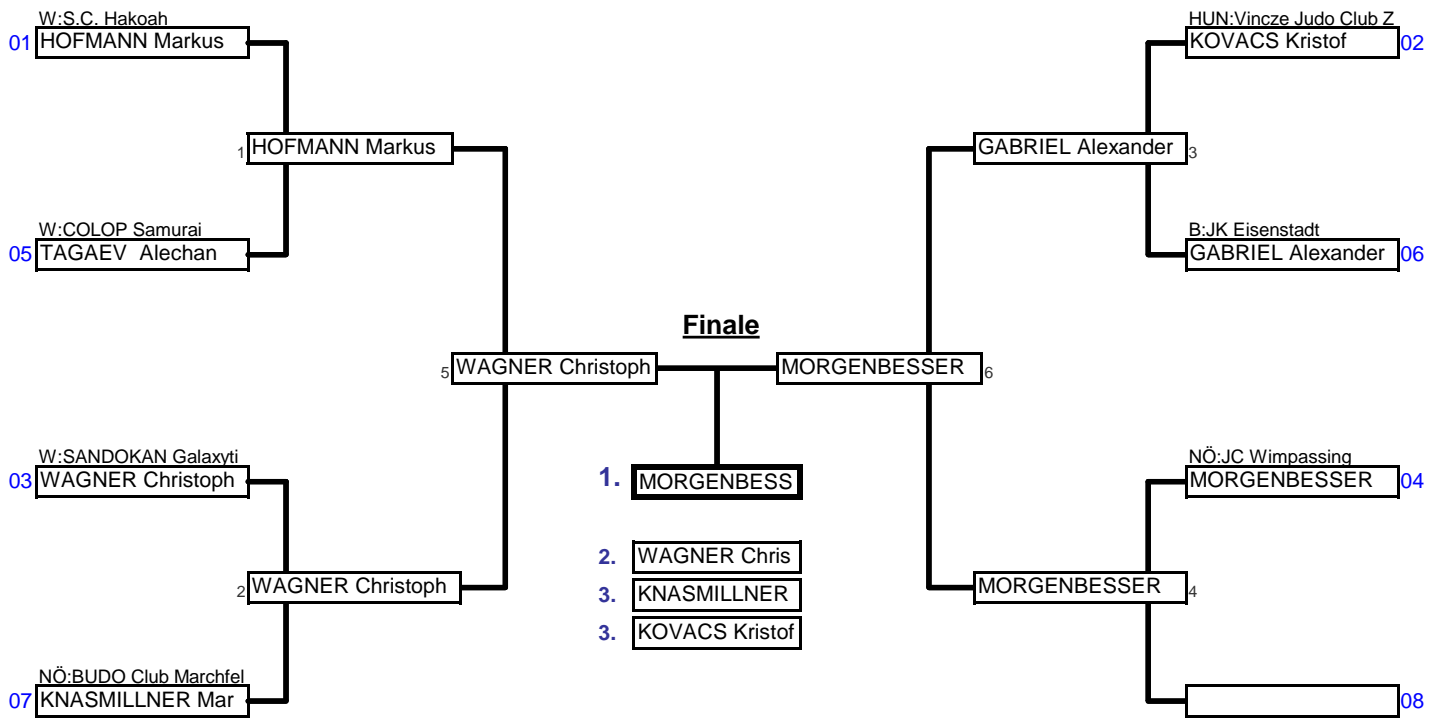 W:S.C. Hakoah
01 HOFMANN Markus
HUN:Vincze Judo Club Z
KOVACS Kristof 02
1 HOFMANN Markus
GABRIEL Alexander 3
W:COLOP Samurai
05 TAGAEV Alechan
B:JK Eisenstadt
GABRIEL Alexander 06
Finale
5 WAGNER Christoph
MORGENBESSER 6
W:SANDOKAN Galaxyti
03 WAGNER Christoph
1. MORGENBESS
NÖ:JC Wimpassing
MORGENBESSER 04
2. WAGNER Chris
2 WAGNER Christoph
3. KNASMILLNER
MORGENBESSER 4
3. KOVACS Kristof
NÖ:BUDO Club Marchfel
07 KNASMILLNER Mar
08